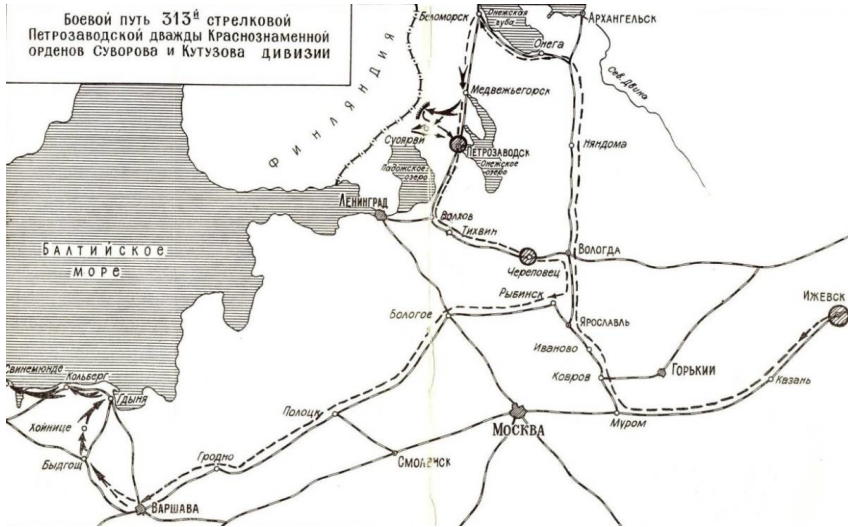 Боевой путь 313й стрелковой
Петрозаводской дважды Краснознаменной
орденов Суворова и Кутузова дивизии
Беломорск
Онежская
губа
Архангельск
Онега
Сев. Двина
Финляндия
Медвежьегорск
Суоярви
Петрозаводск
Няндома
Ладожское
озеро
Онежское
озеро
Ленинград
Волхов
Тихвин
Вологда
Череповец
Балтийское
море
Рыбинск
Ижевск
Бологое
Ярославль
Иваново
Горький
Ковров
Казань
Свинемюнде
Кольберг
Гдыня
Полоцк
Москва
Муром
Хойнице
Быдгощ
Гродно
Смоленск
Варшава